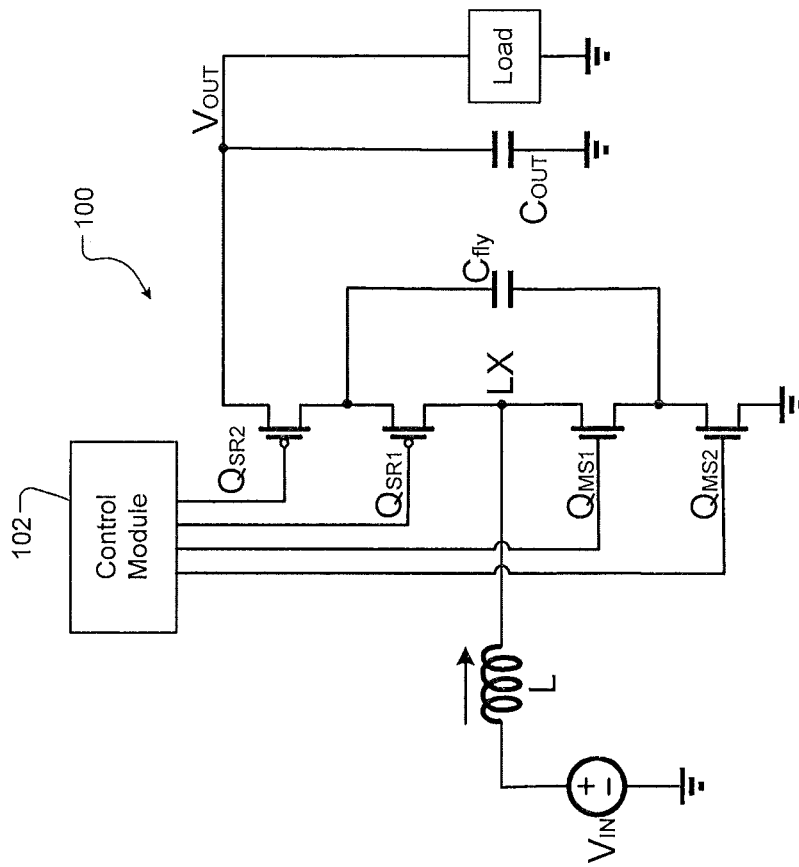 100
102
Control
Module
VOUT
Load
COUT
Cfly
QSR2
QSR1
LX
QMS1
QMS2
L
VIN
+
−